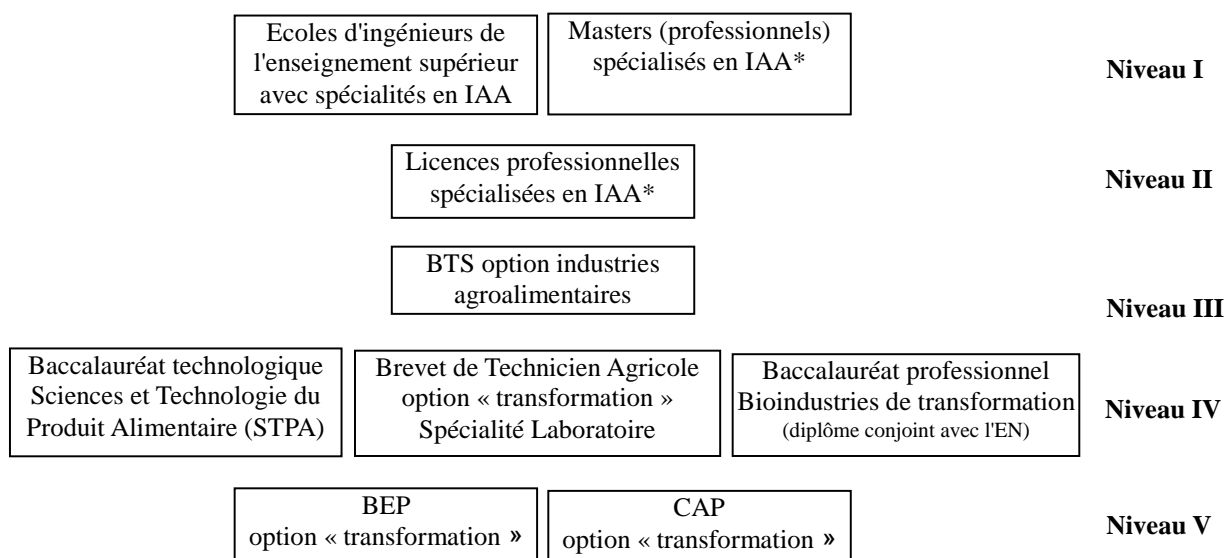 Ecoles d'ingénieurs de
l'enseignement supérieur
avec spécialités en IAA
Masters (professionnels)
spécialisés en IAA*
Niveau I
Licences professionnelles
spécialisées en IAA*
Niveau II
BTS option industries
agroalimentaires
Niveau III
Baccalauréat technologique
Sciences et Technologie du
Produit Alimentaire (STPA)
Brevet de Technicien Agricole
option « transformation »
Spécialité Laboratoire
Baccalauréat professionnel
Bioindustries de transformation
(diplôme conjoint avec l'EN)
Niveau IV
BEP
option « transformation »
CAP
option « transformation »
Niveau V